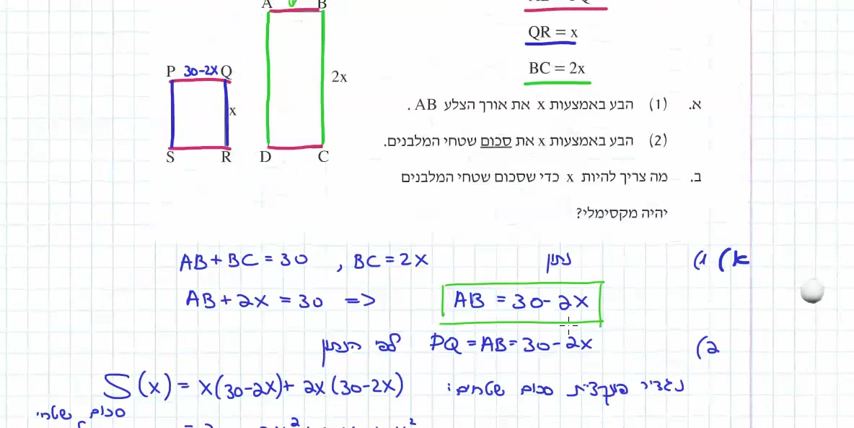 A B
QR = x
BC = 2x
P 30-2x Q
2x
x
S R D C
א. (1) הבע באמצעות x את אורך הצלע AB .
(2) הבע באמצעות x את סכום שטחי המלבנים.
ב. מה צריך להיות x כדי שסכום שטחי המלבנים
יהיה מקסימלי?
א) 1) נתון AB + BC = 30 , BC = 2x
AB + 2x = 30 => AB = 30 - 2x
2) PQ = AB = 30 - 2x לפי הנתון
נגדיר פונקציית סכום שטחים: S(x) = x(30-2x) + 2x(30-2x)
סכום שטחי